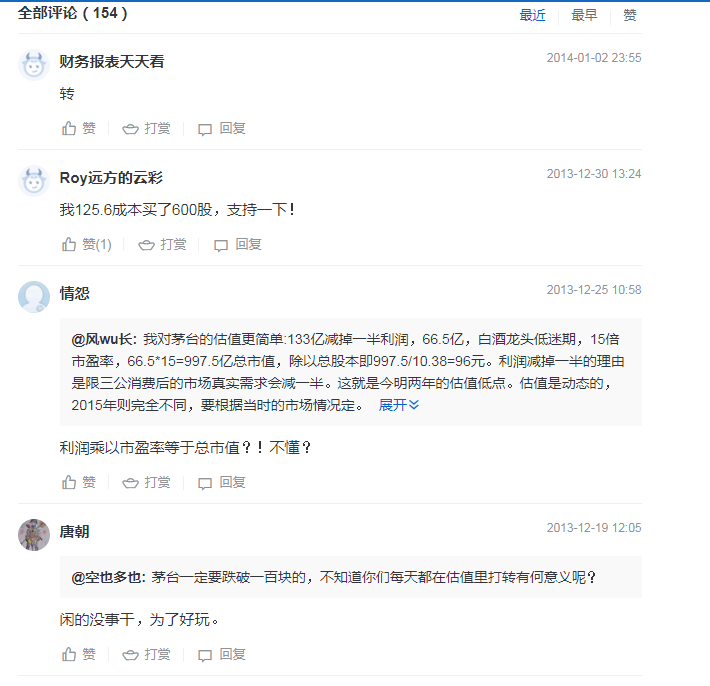 全部评论（154）
最近 最早 赞
财务报表天天看 2014-01-02 23:55
转
赞 打赏 回复
Roy远方的云彩 2013-12-30 13:24
我125.6成本买了600股，支持一下！
赞(1) 打赏 回复
情怨 2013-12-25 10:58
@风wu长: 我对茅台的估值更简单:133亿减掉一半利润，66.5亿，白酒龙头低迷期，15倍
市盈率，66.5*15=997.5亿总市值，除以总股本即997.5/10.38=96元。利润减掉一半的理由
是限三公消费后的市场真实需求会减一半。这就是今明两年的估值低点。估值是动态的，
2015年则完全不同，要根据当时的市场情况定。 展开
利润乘以市盈率等于总市值？！不懂？
赞 打赏 回复
唐朝 2013-12-19 12:05
@空也多也: 茅台一定要跌破一百块的，不知道你们每天都在估值里打转有何意义呢？
闲的没事干，为了好玩。
赞 打赏 回复